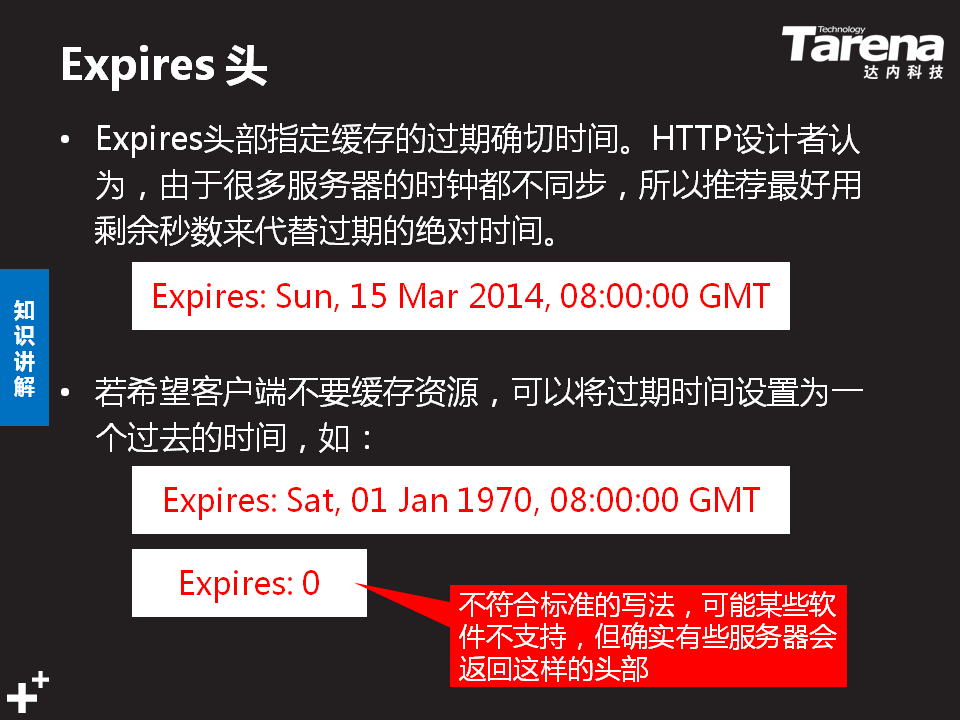 Expires 头
Technology
Tarena
达内科技
• Expires头部指定缓存的过期确切时间。HTTP设计者认
为，由于很多服务器的时钟都不同步，所以推荐最好用
剩余秒数来代替过期的绝对时间。
Expires: Sun, 15 Mar 2014, 08:00:00 GMT
知
识
讲
解
• 若希望客户端不要缓存资源，可以将过期时间设置为一
个过去的时间，如：
Expires: Sat, 01 Jan 1970, 08:00:00 GMT
Expires: 0
不符合标准的写法，可能某些软
件不支持，但确实有些服务器会
返回这样的头部